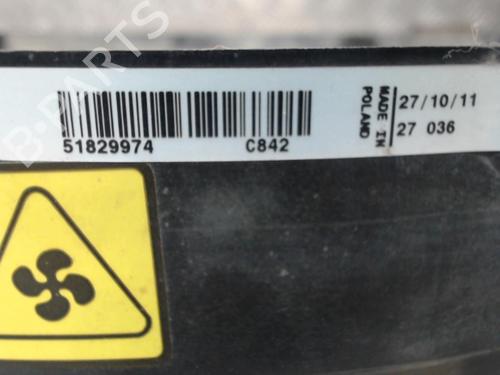 51829974
C842
MADE IN
POLAND
27/10/11
27 036
B-PARTS